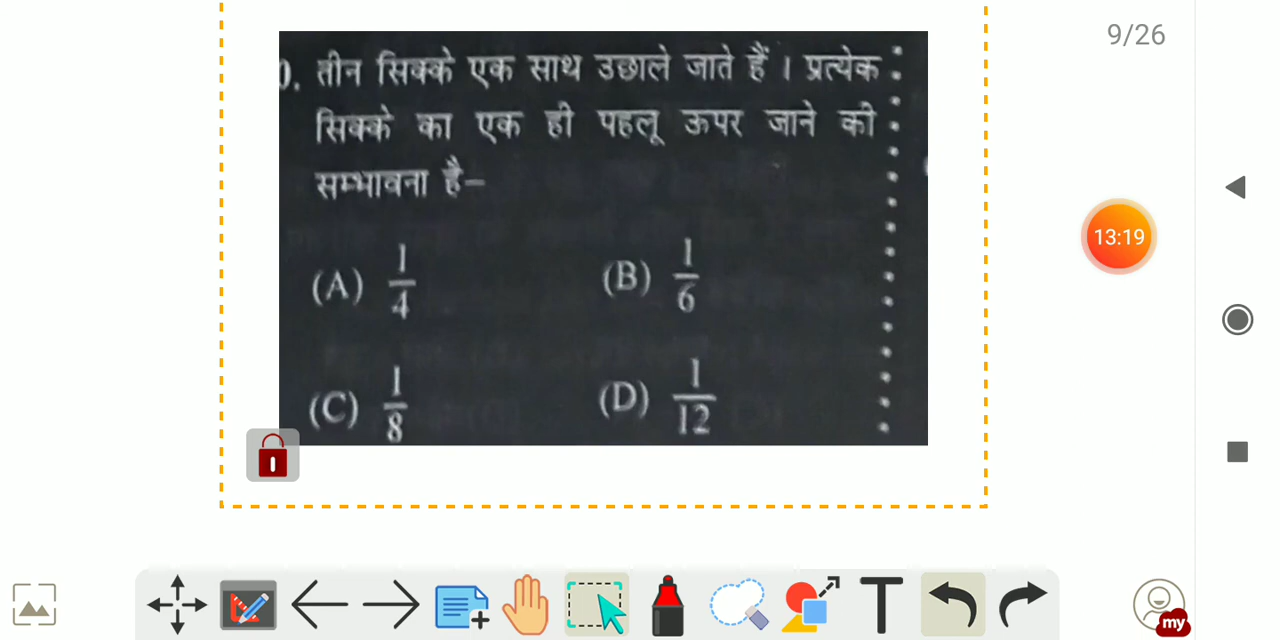 9/26
0. तीन सिक्के एक साथ उछाले जाते हैं । प्रत्येक
सिक्के का एक ही पहलू ऊपर जाने की
सम्भावना है–
(A) 1/4 (B) 1/6
(C) 1/8 (D) 1/12
13:19
T
my